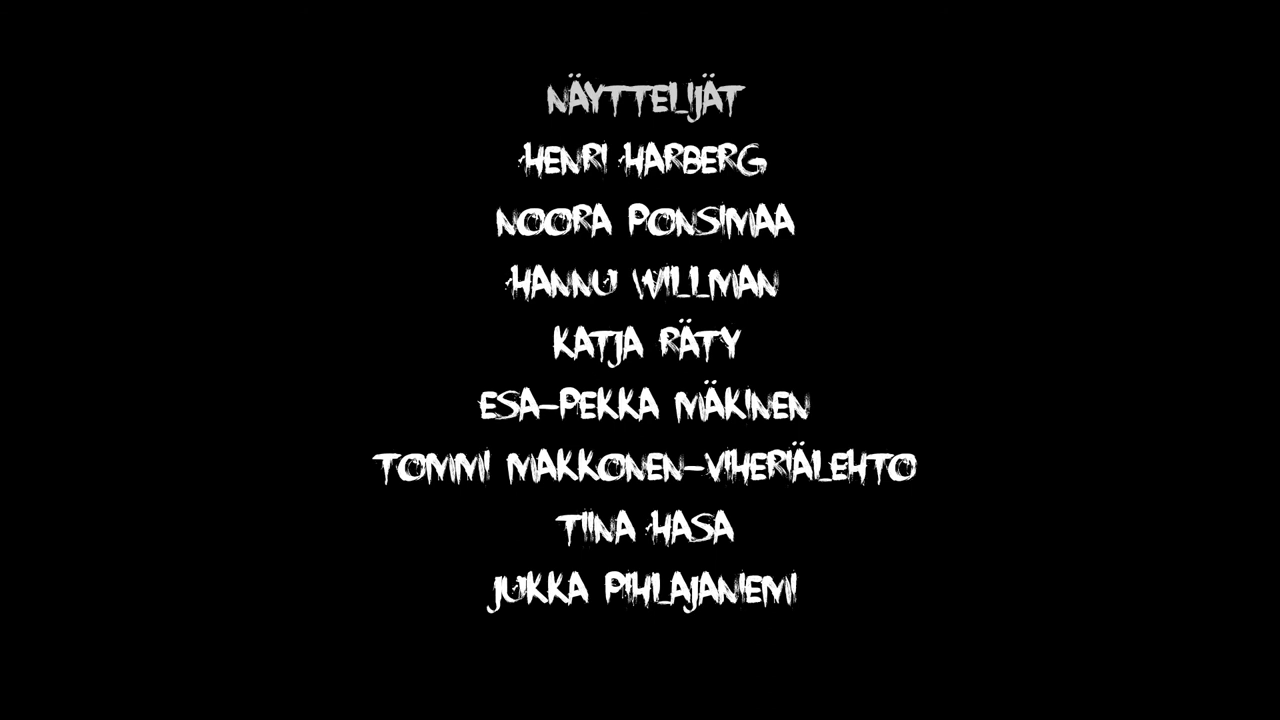 NÄYTTELIJÄT
HENRI HARBERG
NOORA PONSIMAA
HANNU WILLMAN
KATJA RÄTY
ESA-PEKKA MÄKINEN
TOMMI MAKKONEN-VIHERIÄLEHTO
TIINA HASA
JUKKA PIHLAJANIEMI